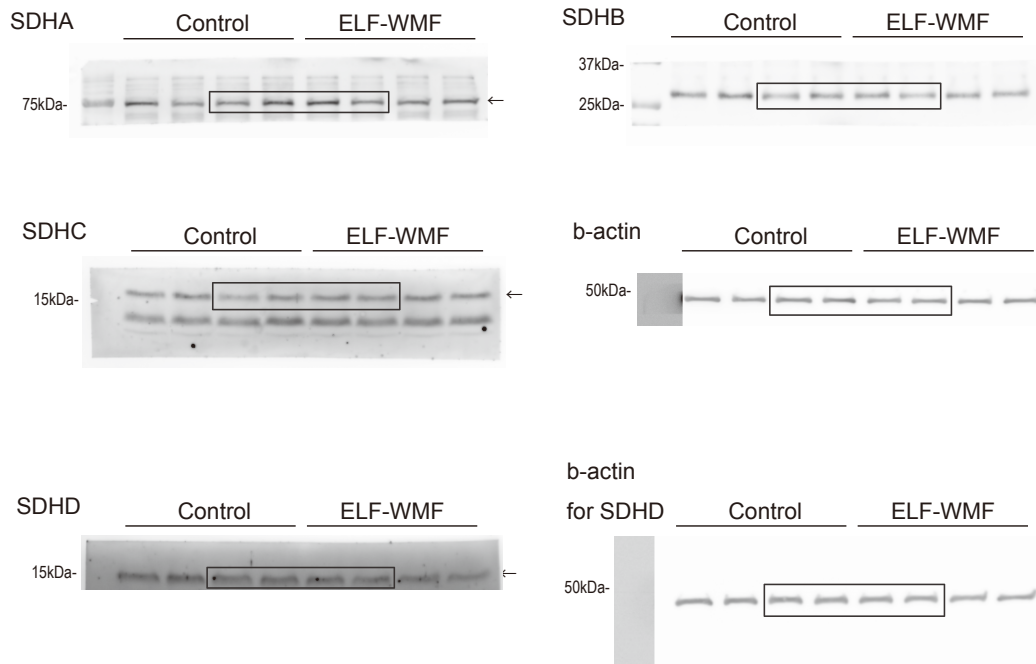 SDHA
Control
ELF-WMF
75kDa-
←
SDHB
Control
ELF-WMF
37kDa-
25kDa-
SDHC
Control
ELF-WMF
15kDa-
←
b-actin
Control
ELF-WMF
50kDa-
SDHD
Control
ELF-WMF
15kDa-
←
b-actin
for SDHD
Control
ELF-WMF
50kDa-